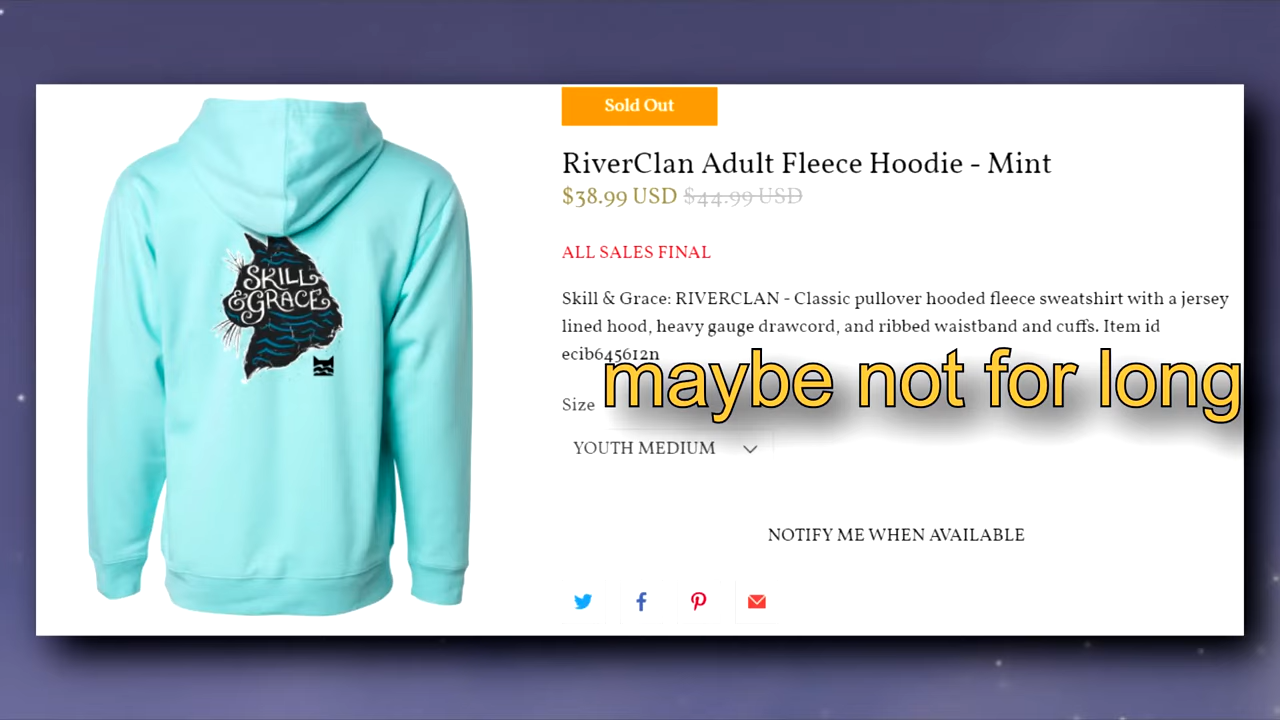 Sold Out
RiverClan Adult Fleece Hoodie - Mint
$38.99 USD $44.99 USD
ALL SALES FINAL
Skill & Grace: RIVERCLAN - Classic pullover hooded fleece sweatshirt with a jersey
lined hood, heavy gauge drawcord, and ribbed waistband and cuffs. Item id
ecib645612n
maybe not for long
Size
YOUTH MEDIUM
NOTIFY ME WHEN AVAILABLE
SKILL
&GRACE